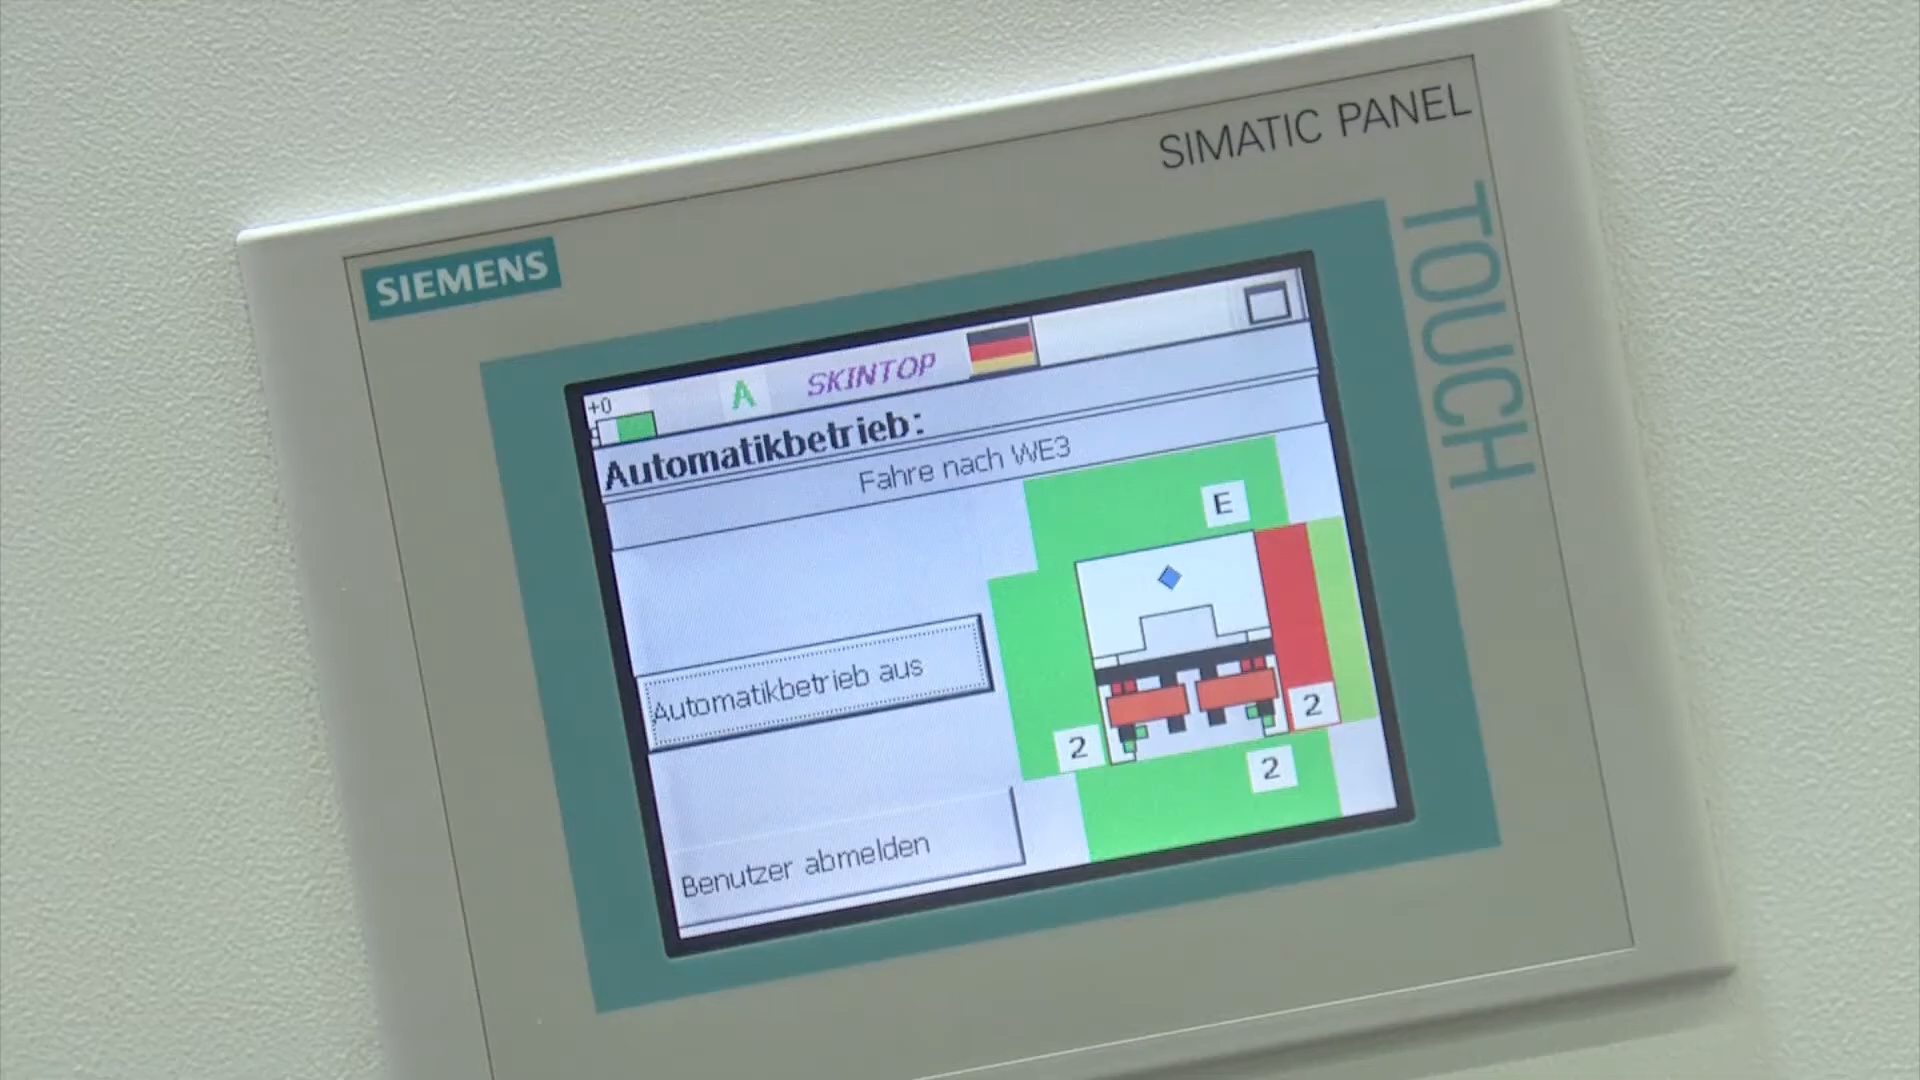 SIMATIC PANEL
TOUCH
SIEMENS
+0
A
SKINTOP
Automatikbetrieb:
Fahre nach WE3
E
Automatikbetrieb aus
2
2
2
Benutzer abmelden